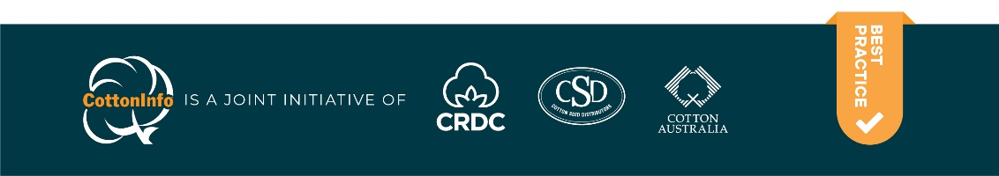 CottonInfo IS A JOINT INITIATIVE OF
CRDC
CSD
COTTON SEED DISTRIBUTORS
COTTON
AUSTRALIA
BEST
PRACTICE